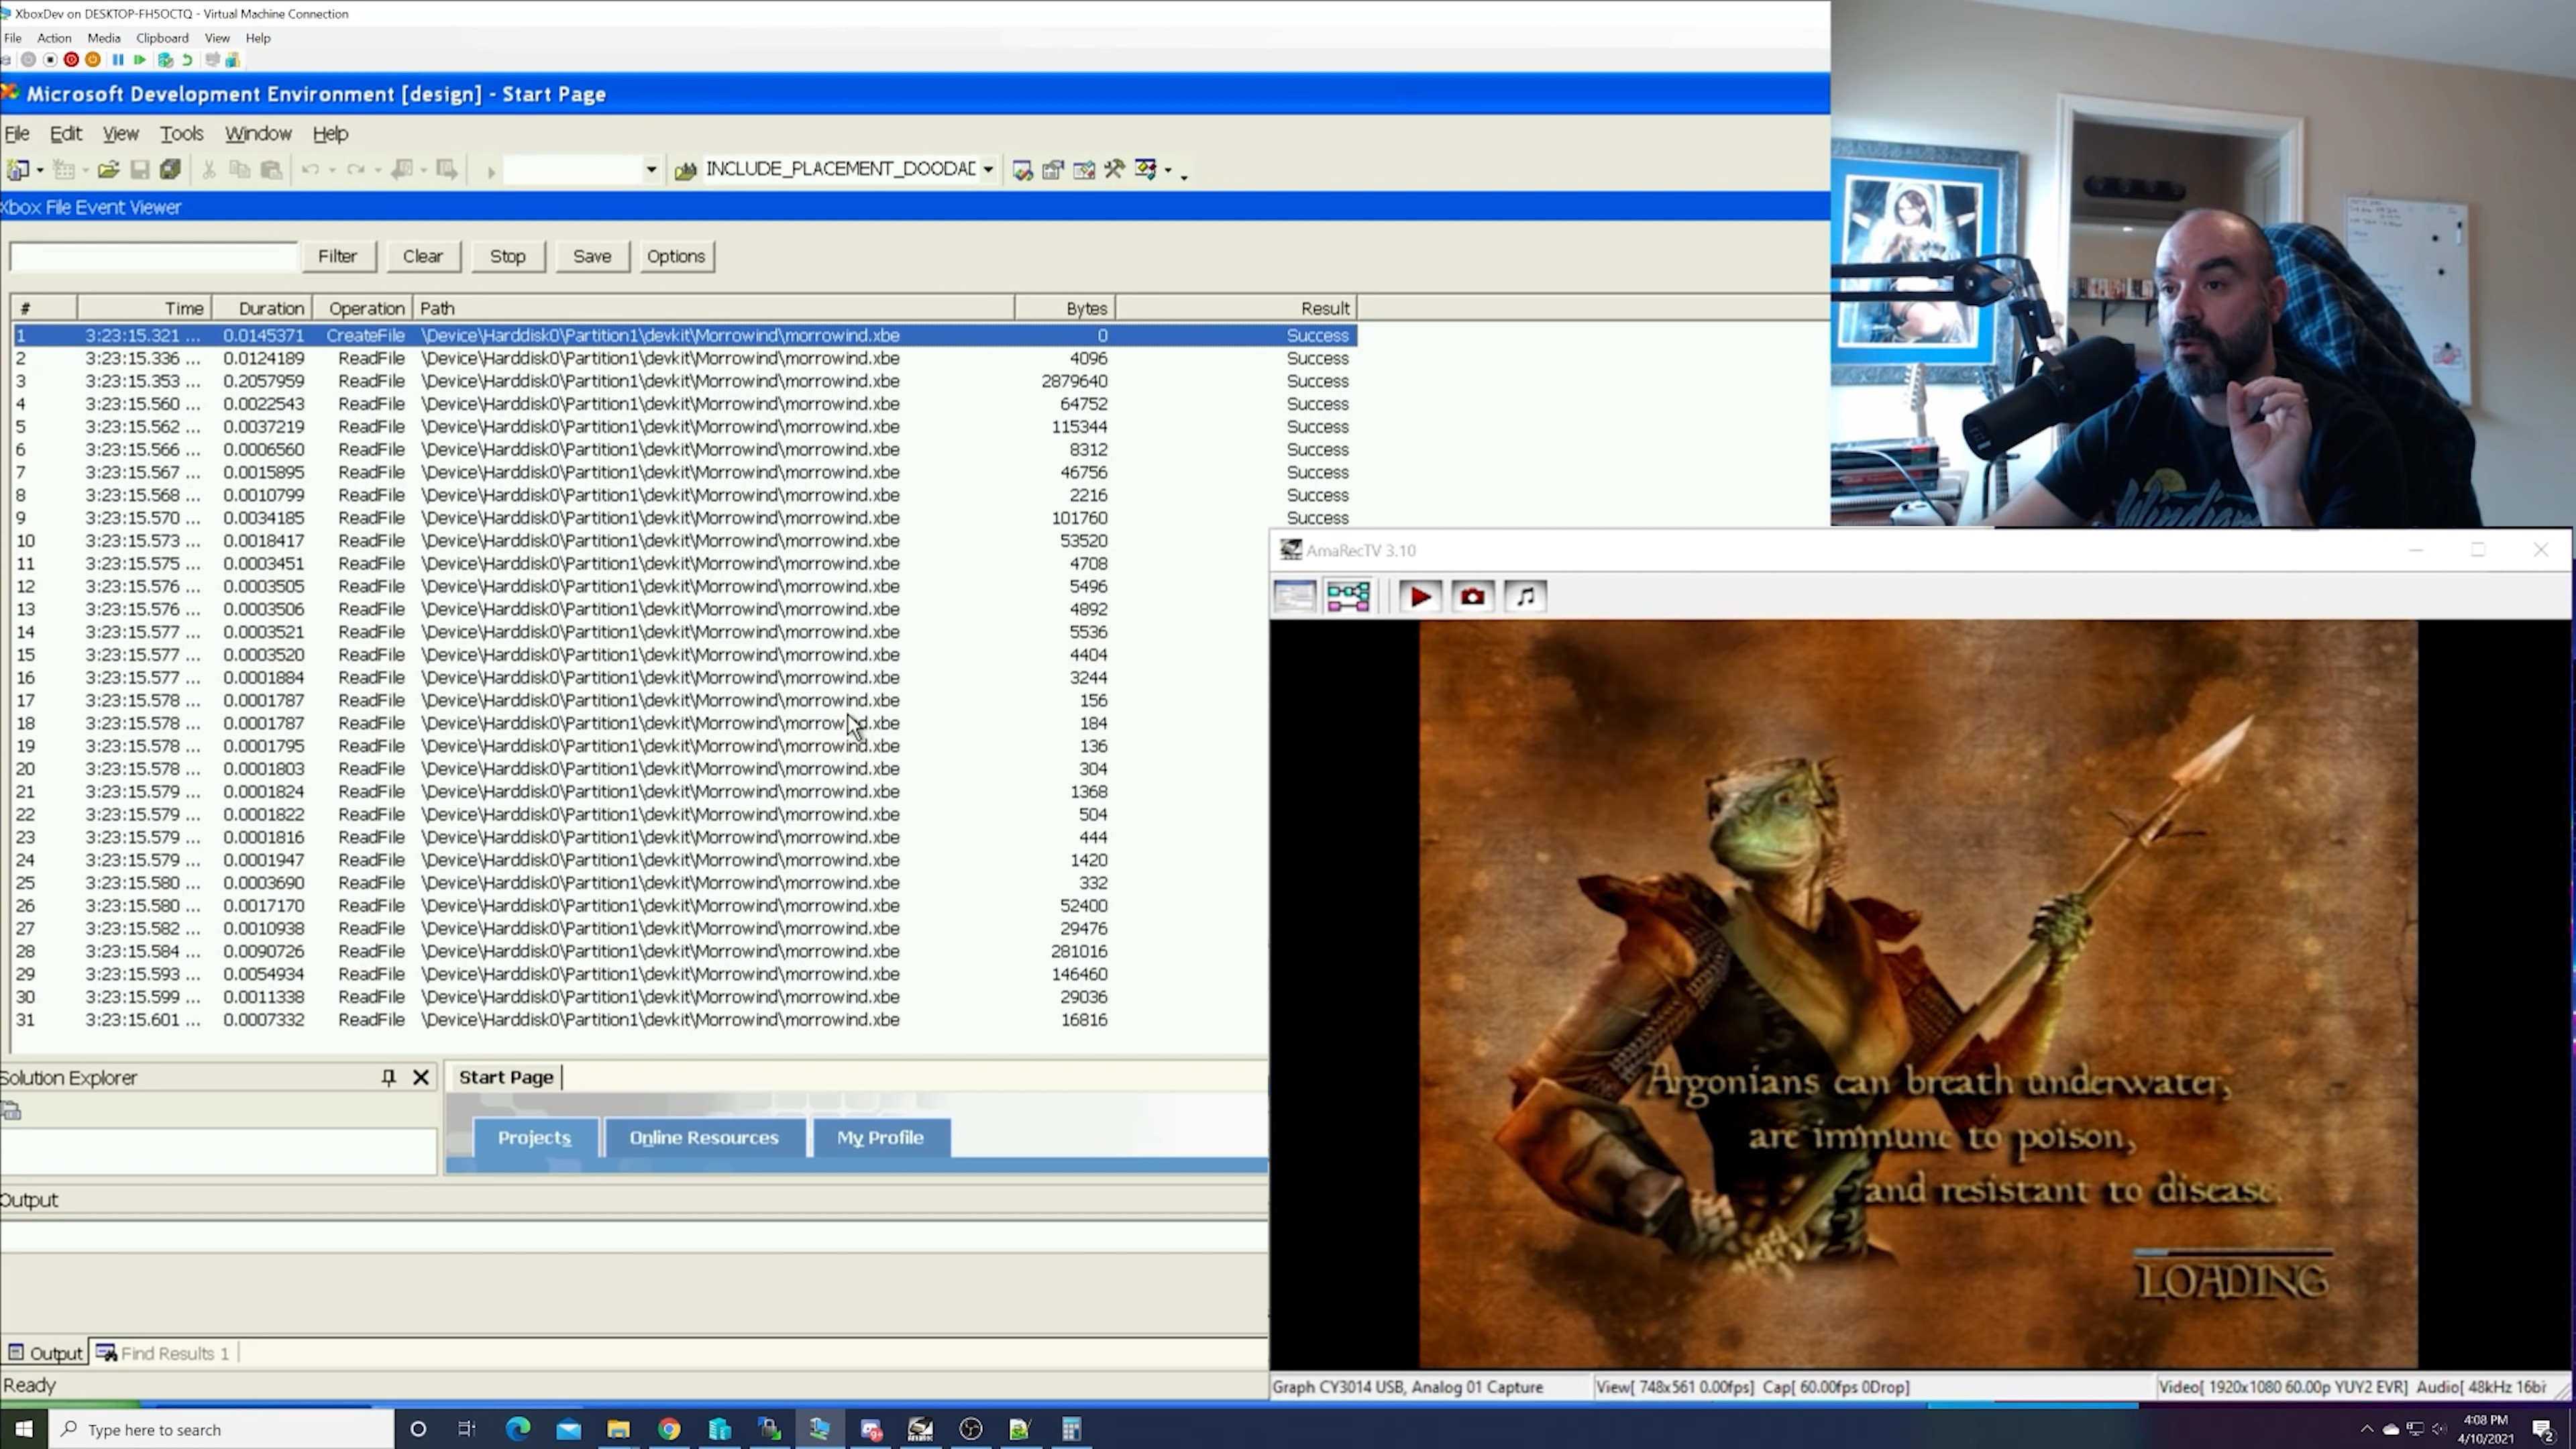 XboxDev on DESKTOP-FH5OCTQ - Virtual Machine Connection
File Action Media Clipboard View Help
Microsoft Development Environment [design] - Start Page
File Edit View Tools Window Help
INCLUDE_PLACEMENT_DOODAD
Xbox File Event Viewer
Filter Clear Stop Save Options
# Time Duration Operation Path Bytes Result
1 3:23:15.321 ... 0.0145371 CreateFile \Device\Harddisk0\Partition1\devkit\Morrowind\morrowind.xbe 0 Success
2 3:23:15.336 ... 0.0124189 ReadFile \Device\Harddisk0\Partition1\devkit\Morrowind\morrowind.xbe 4096 Success
3 3:23:15.353 ... 0.2057959 ReadFile \Device\Harddisk0\Partition1\devkit\Morrowind\morrowind.xbe 2879640 Success
4 3:23:15.560 ... 0.0022543 ReadFile \Device\Harddisk0\Partition1\devkit\Morrowind\morrowind.xbe 64752 Success
5 3:23:15.562 ... 0.0037219 ReadFile \Device\Harddisk0\Partition1\devkit\Morrowind\morrowind.xbe 115344 Success
6 3:23:15.566 ... 0.0006560 ReadFile \Device\Harddisk0\Partition1\devkit\Morrowind\morrowind.xbe 8312 Success
7 3:23:15.567 ... 0.0015895 ReadFile \Device\Harddisk0\Partition1\devkit\Morrowind\morrowind.xbe 46756 Success
8 3:23:15.568 ... 0.0010799 ReadFile \Device\Harddisk0\Partition1\devkit\Morrowind\morrowind.xbe 2216 Success
9 3:23:15.570 ... 0.0034185 ReadFile \Device\Harddisk0\Partition1\devkit\Morrowind\morrowind.xbe 101760 Success
10 3:23:15.573 ... 0.0018417 ReadFile \Device\Harddisk0\Partition1\devkit\Morrowind\morrowind.xbe 53520
11 3:23:15.575 ... 0.0003451 ReadFile \Device\Harddisk0\Partition1\devkit\Morrowind\morrowind.xbe 4708
12 3:23:15.576 ... 0.0003505 ReadFile \Device\Harddisk0\Partition1\devkit\Morrowind\morrowind.xbe 5496
13 3:23:15.576 ... 0.0003506 ReadFile \Device\Harddisk0\Partition1\devkit\Morrowind\morrowind.xbe 4892
14 3:23:15.577 ... 0.0003521 ReadFile \Device\Harddisk0\Partition1\devkit\Morrowind\morrowind.xbe 5536
15 3:23:15.577 ... 0.0003520 ReadFile \Device\Harddisk0\Partition1\devkit\Morrowind\morrowind.xbe 4404
16 3:23:15.577 ... 0.0001884 ReadFile \Device\Harddisk0\Partition1\devkit\Morrowind\morrowind.xbe 3244
17 3:23:15.578 ... 0.0001787 ReadFile \Device\Harddisk0\Partition1\devkit\Morrowind\morrowind.xbe 156
18 3:23:15.578 ... 0.0001787 ReadFile \Device\Harddisk0\Partition1\devkit\Morrowind\morrowind.xbe 184
19 3:23:15.578 ... 0.0001795 ReadFile \Device\Harddisk0\Partition1\devkit\Morrowind\morrowind.xbe 136
20 3:23:15.578 ... 0.0001803 ReadFile \Device\Harddisk0\Partition1\devkit\Morrowind\morrowind.xbe 304
21 3:23:15.579 ... 0.0001824 ReadFile \Device\Harddisk0\Partition1\devkit\Morrowind\morrowind.xbe 1368
22 3:23:15.579 ... 0.0001822 ReadFile \Device\Harddisk0\Partition1\devkit\Morrowind\morrowind.xbe 504
23 3:23:15.579 ... 0.0001816 ReadFile \Device\Harddisk0\Partition1\devkit\Morrowind\morrowind.xbe 444
24 3:23:15.579 ... 0.0001947 ReadFile \Device\Harddisk0\Partition1\devkit\Morrowind\morrowind.xbe 1420
25 3:23:15.580 ... 0.0003690 ReadFile \Device\Harddisk0\Partition1\devkit\Morrowind\morrowind.xbe 332
26 3:23:15.580 ... 0.0017170 ReadFile \Device\Harddisk0\Partition1\devkit\Morrowind\morrowind.xbe 52400
27 3:23:15.582 ... 0.0010938 ReadFile \Device\Harddisk0\Partition1\devkit\Morrowind\morrowind.xbe 29476
28 3:23:15.584 ... 0.0090726 ReadFile \Device\Harddisk0\Partition1\devkit\Morrowind\morrowind.xbe 281016
29 3:23:15.593 ... 0.0054934 ReadFile \Device\Harddisk0\Partition1\devkit\Morrowind\morrowind.xbe 146460
30 3:23:15.599 ... 0.0011338 ReadFile \Device\Harddisk0\Partition1\devkit\Morrowind\morrowind.xbe 29036
31 3:23:15.601 ... 0.0007332 ReadFile \Device\Harddisk0\Partition1\devkit\Morrowind\morrowind.xbe 16816
Solution Explorer
Start Page
Projects Online Resources My Profile
Output
Output Find Results 1
Ready
AmaRecTV 3.10
Argonians can breath underwater,
are immune to poison,
and resistant to disease.
LOADING
Graph CY3014 USB, Analog 01 Capture View[ 748x561 0.00fps] Cap[ 60.00fps 0Drop] Video[ 1920x1080 60.00p YUY2 EVR] Audio[ 48kHz 16bi
Type here to search
4:08 PM
4/10/2021
2